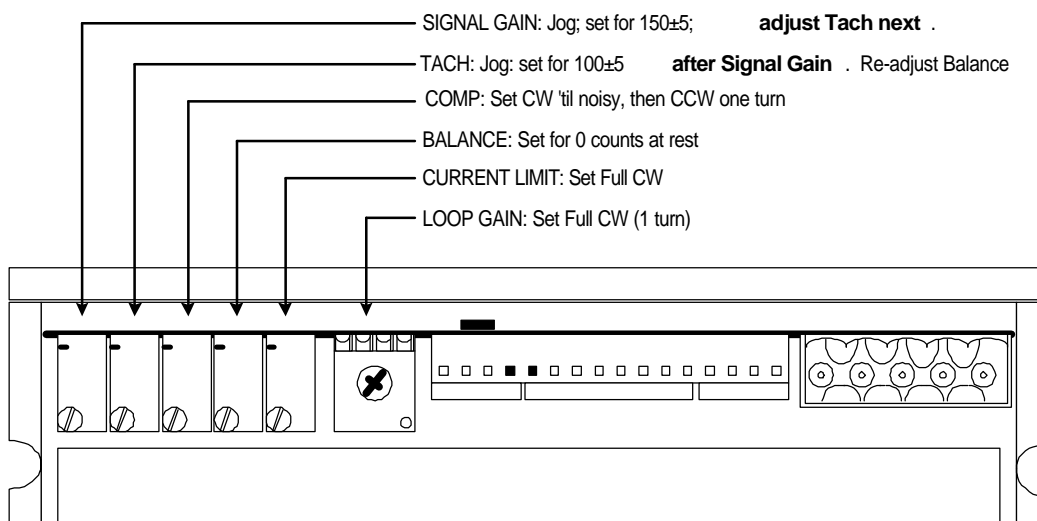 SIGNAL GAIN: Jog; set for 150±5; adjust Tach next .
TACH: Jog: set for 100±5 after Signal Gain . Re-adjust Balance
COMP: Set CW 'til noisy, then CCW one turn
BALANCE: Set for 0 counts at rest
CURRENT LIMIT: Set Full CW
LOOP GAIN: Set Full CW (1 turn)